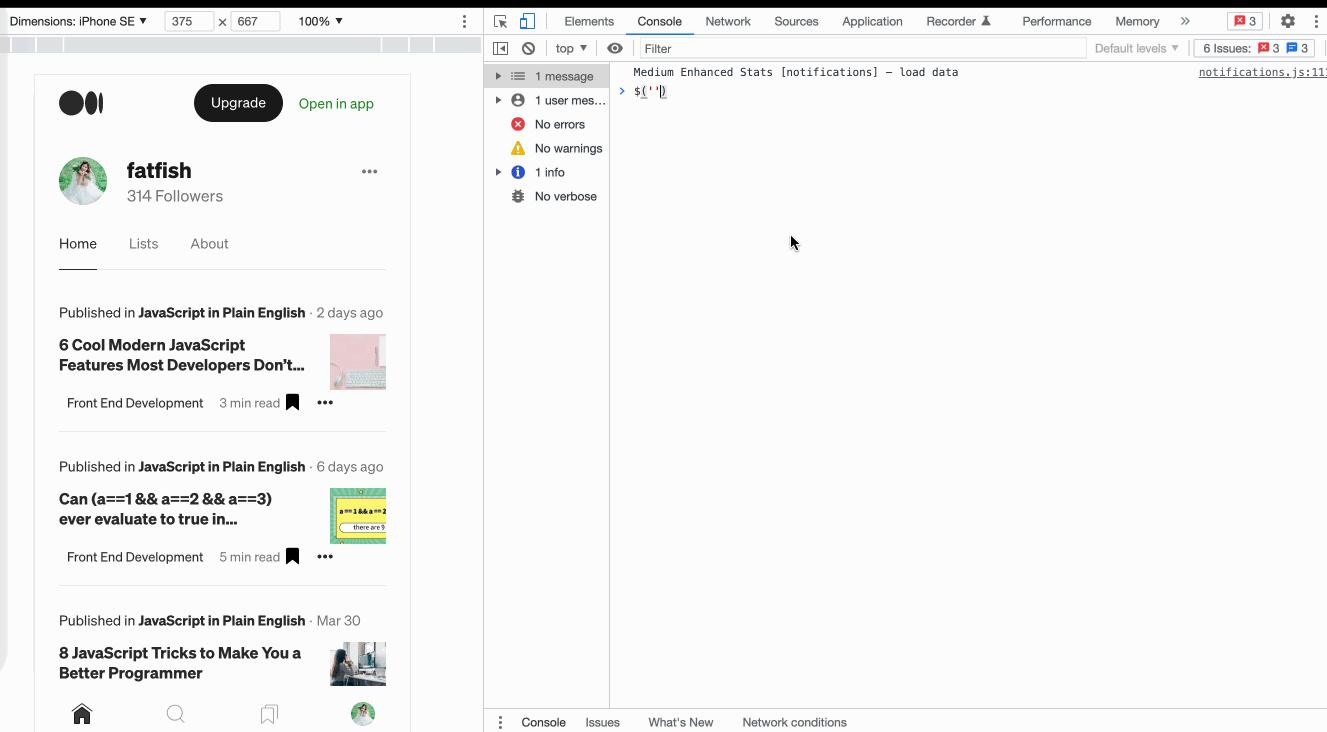 Dimensions: iPhone SE ▼ 375 × 667 100% ▼
Elements Console Network Sources Application Recorder Performance Memory » 3
top ▼ Filter Default levels ▼ 6 Issues: 3 3
1 message
1 user mes…
No errors
No warnings
1 info
No verbose
Medium Enhanced Stats [notifications] – load data notifications.js:111
> $('')
Upgrade Open in app
fatfish
314 Followers
Home Lists About
Published in JavaScript in Plain English · 2 days ago
6 Cool Modern JavaScript
Features Most Developers Don’t…
Front End Development 3 min read
Published in JavaScript in Plain English · 6 days ago
Can (a==1 && a==2 && a==3)
ever evaluate to true in…
a == 1 && a == 2
there are 9
Front End Development 5 min read
Published in JavaScript in Plain English · Mar 30
8 JavaScript Tricks to Make You a
Better Programmer
Console Issues What's New Network conditions